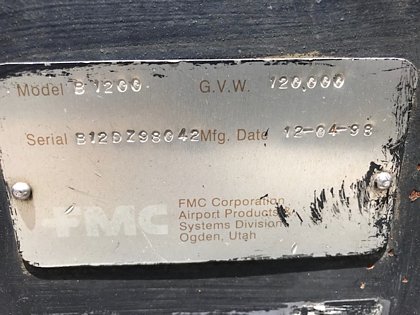 Model B1200 G.V.W. 120,000
Serial B12DZ98042 Mfg. Date 12-04-98
FMC FMC Corporation
Airport Products
Systems Division
Ogden, Utah